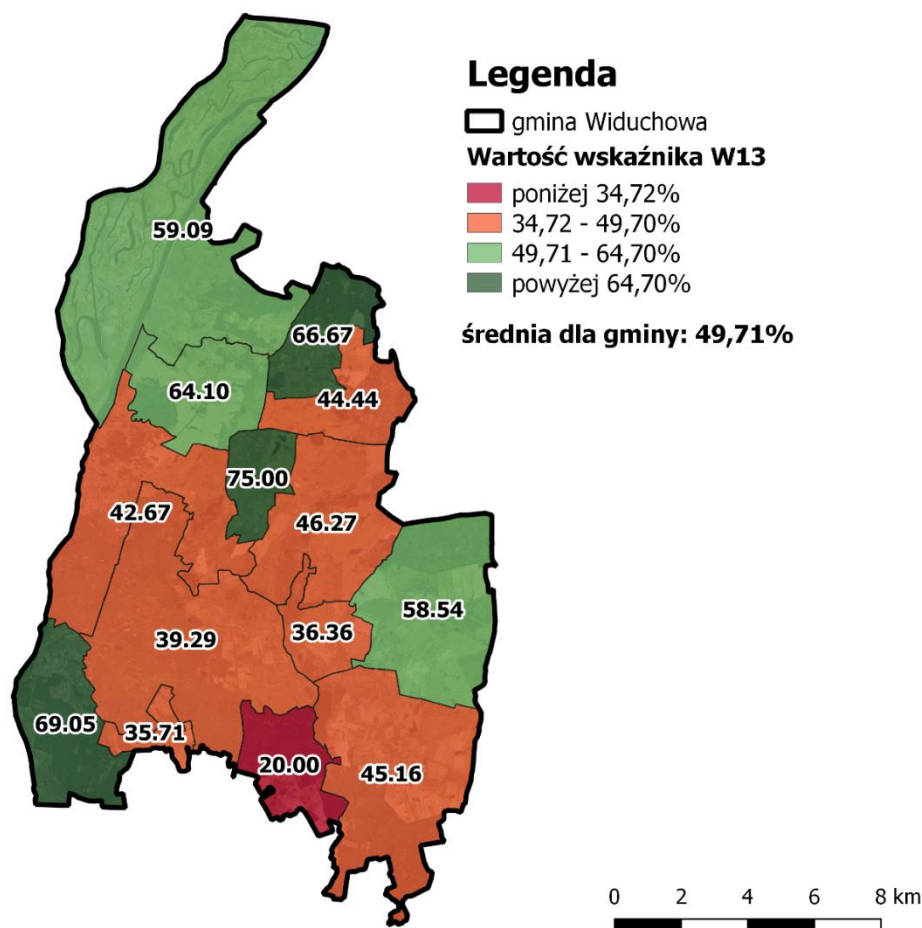 Legenda
gmina Widuchowa
Wartość wskaźnika W13
poniżej 34,72%
34,72 - 49,70%
49,71 - 64,70%
powyżej 64,70%
średnia dla gminy: 49,71%
59.09
66.67
64.10
44.44
75.00
42.67
46.27
58.54
39.29
36.36
69.05
35.71
20.00
45.16
0 2 4 6 8 km